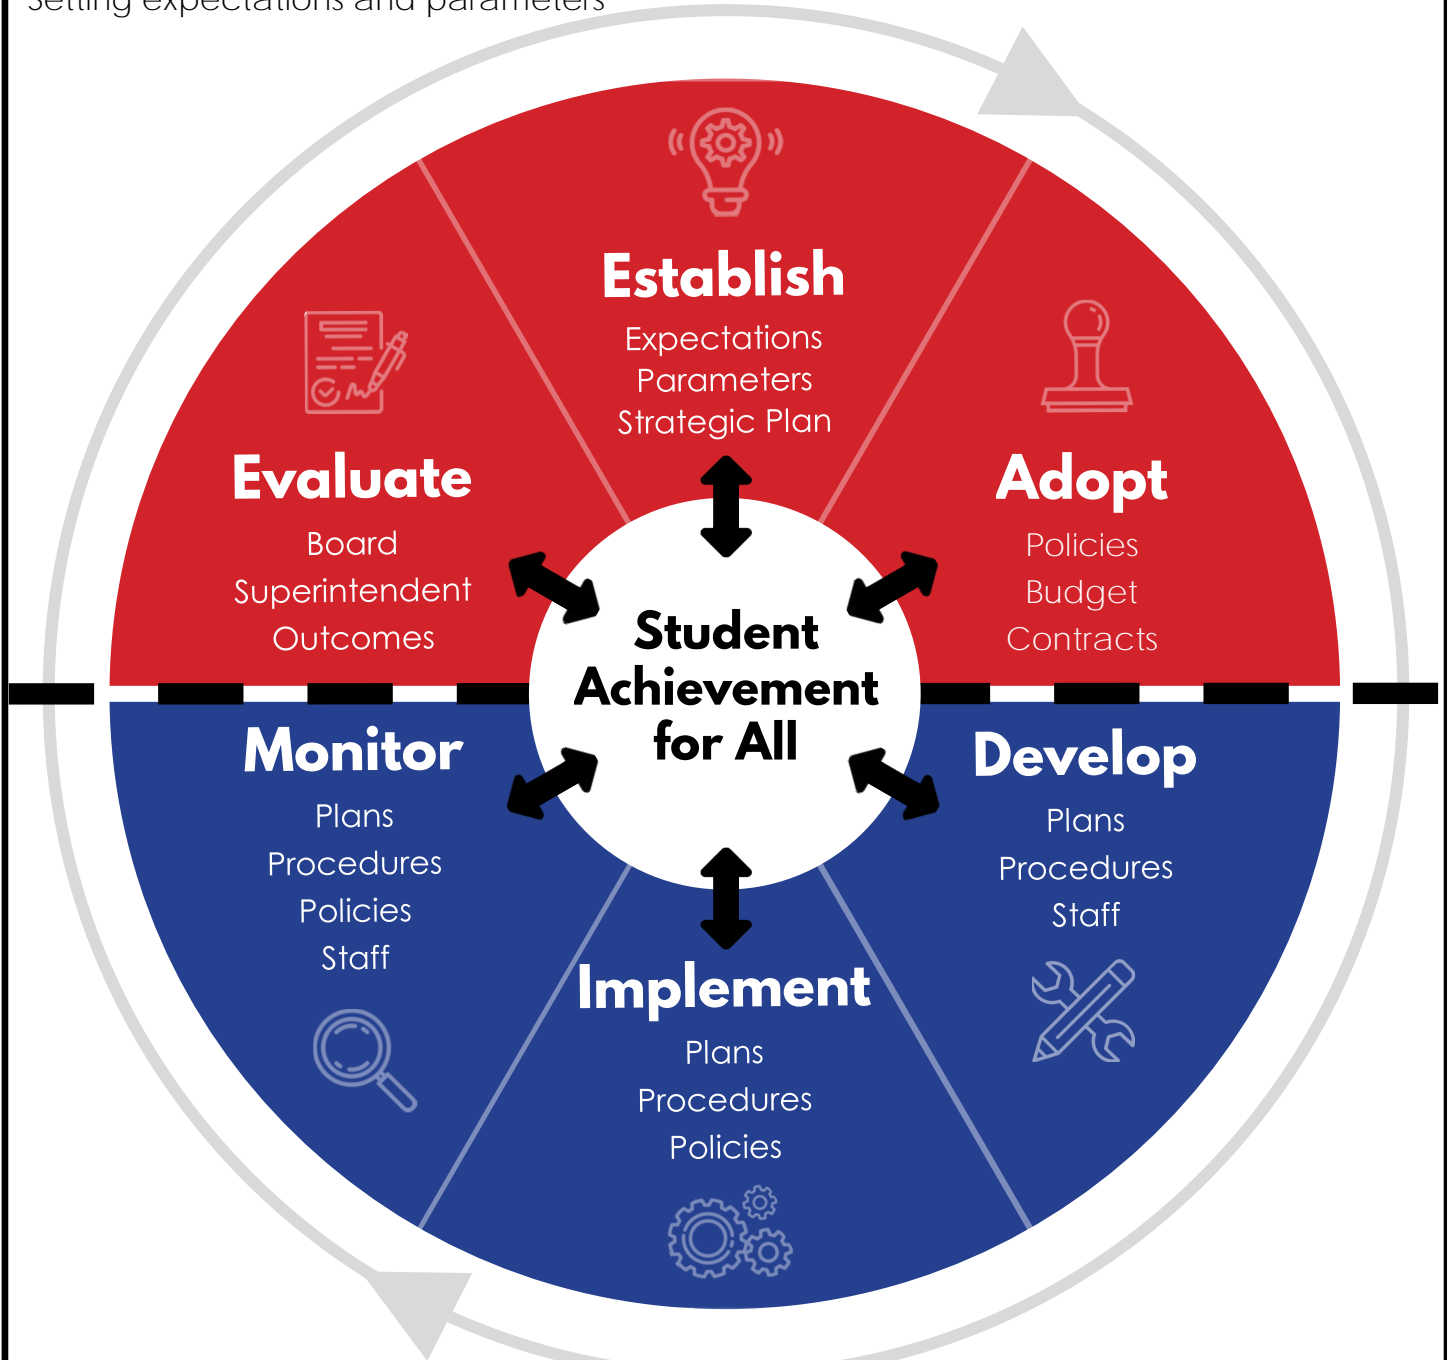 Setting expectations and parameters
Establish
Expectations
Parameters
Strategic Plan
Evaluate
Board
Superintendent
Outcomes
Adopt
Policies
Budget
Contracts
Student
Achievement
for All
Monitor
Plans
Procedures
Policies
Staff
Develop
Plans
Procedures
Staff
Implement
Plans
Procedures
Policies